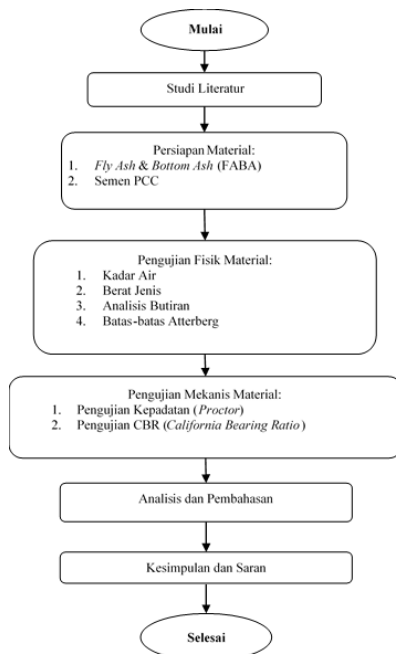 Mulai
Studi Literatur
Persiapan Material:
1. Fly Ash & Bottom Ash (FABA)
2. Semen PCC
Pengujian Fisik Material:
1. Kadar Air
2. Berat Jenis
3. Analisis Butiran
4. Batas-batas Atterberg
Pengujian Mekanis Material:
1. Pengujian Kepadatan (Proctor)
2. Pengujian CBR (California Bearing Ratio)
Analisis dan Pembahasan
Kesimpulan dan Saran
Selesai